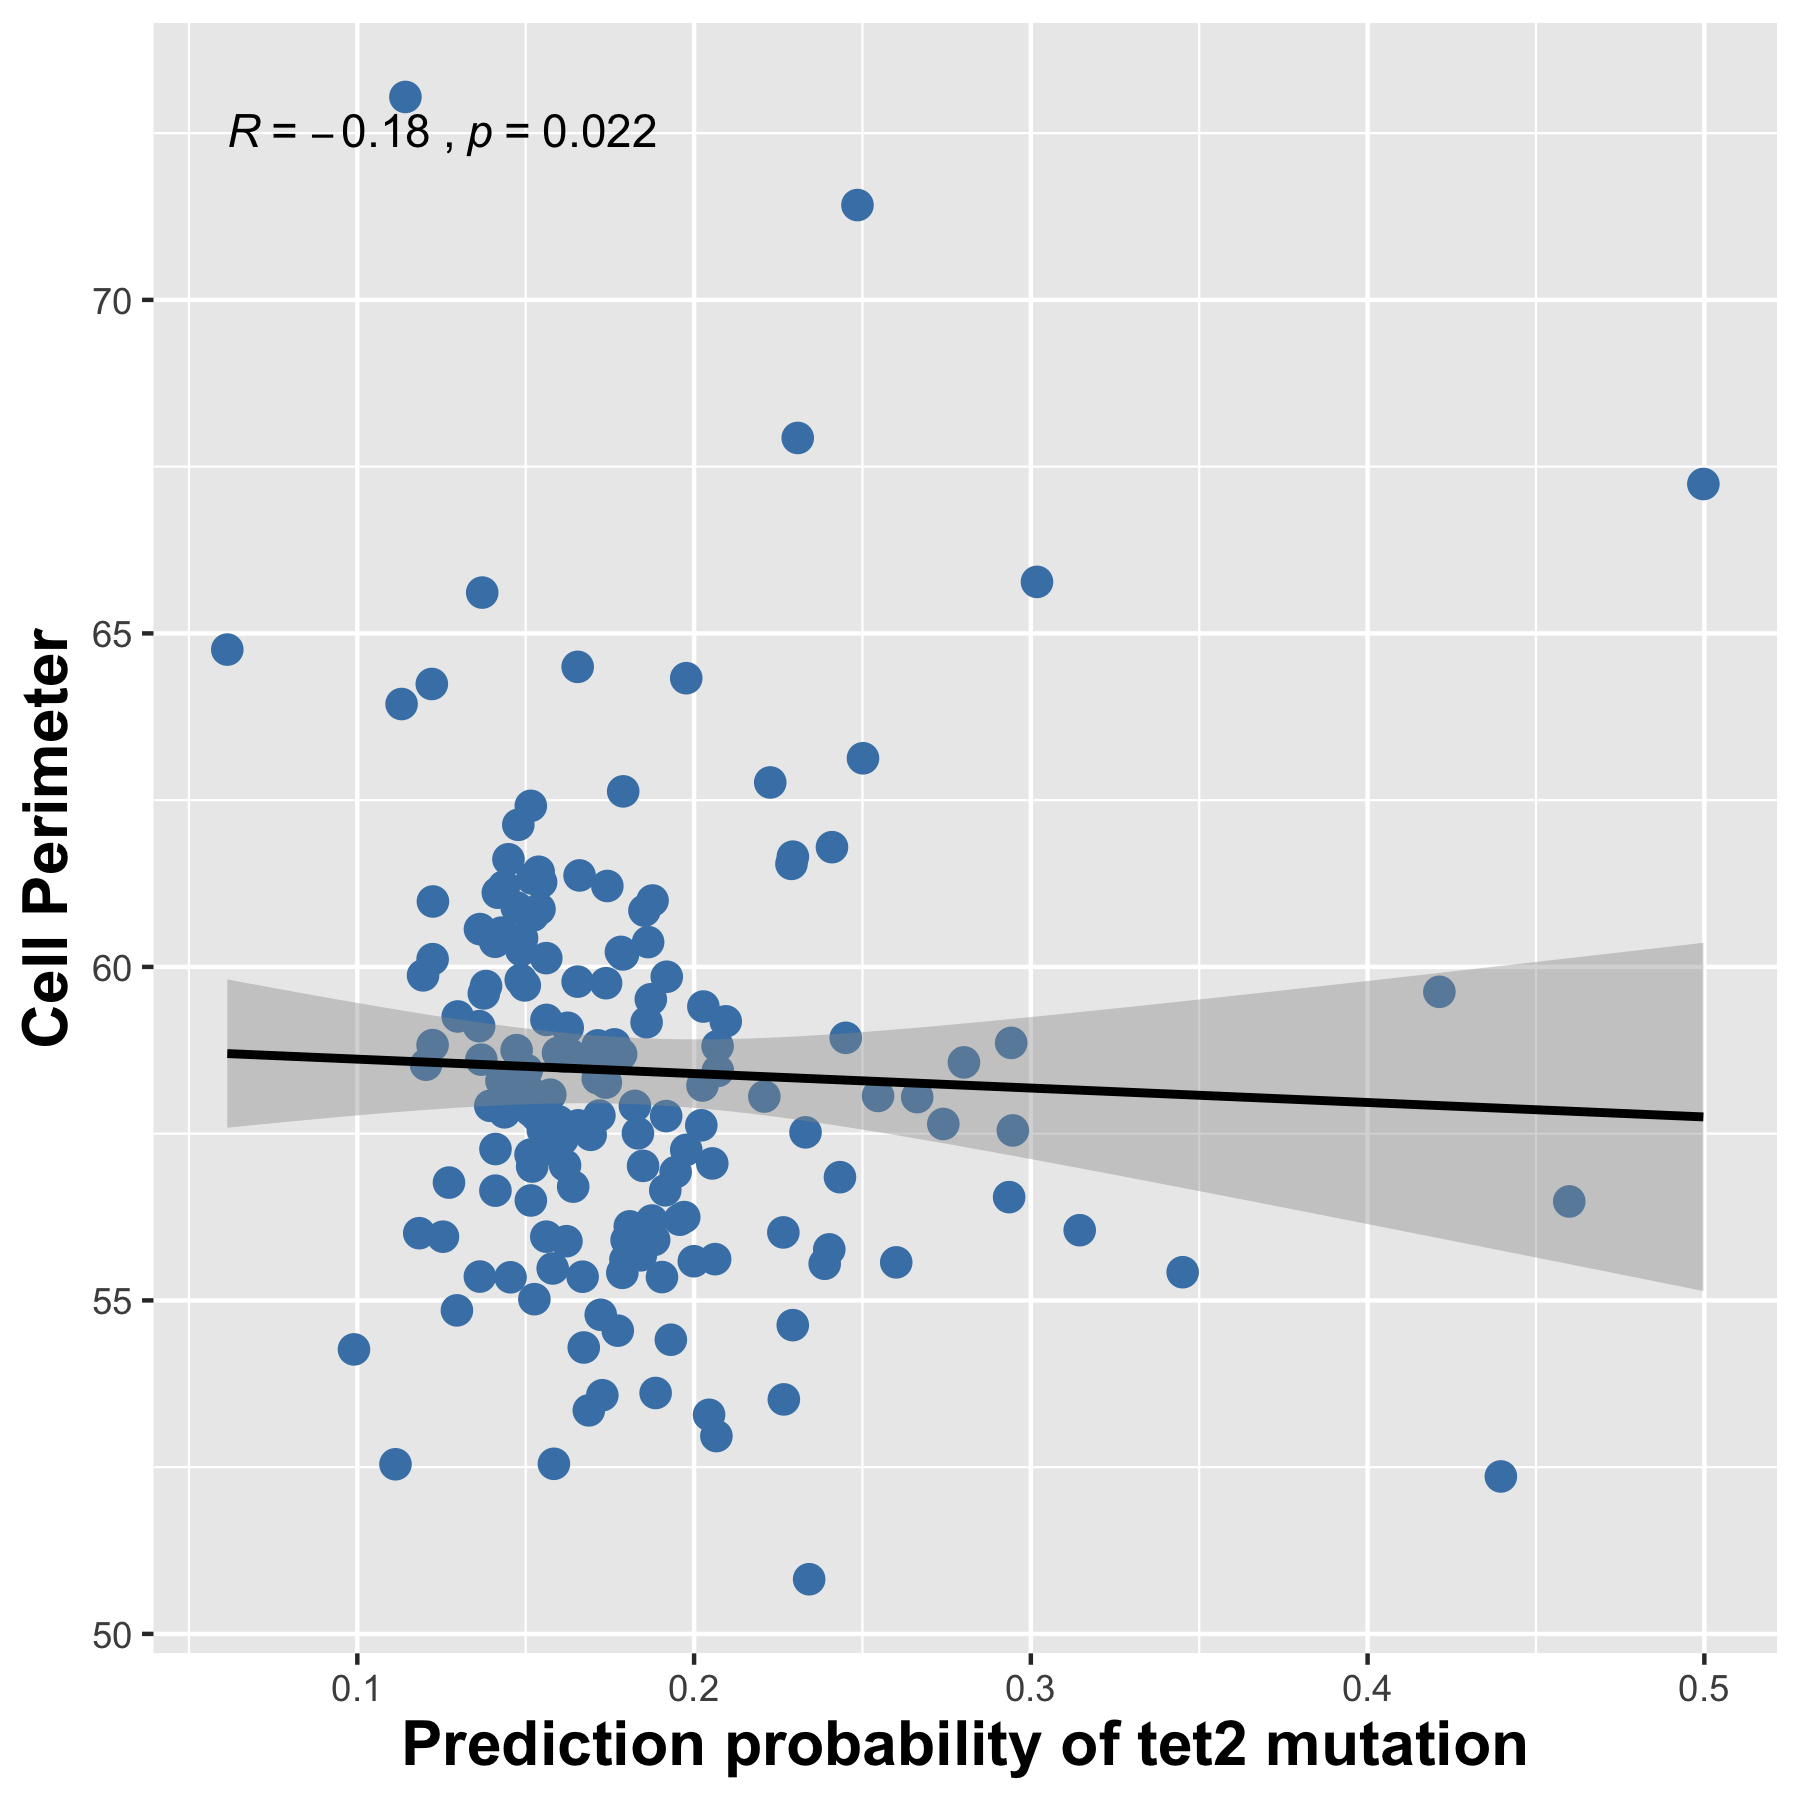 R = −0.18 , p = 0.022
70
65
60
55
50
Cell Perimeter
0.1 0.2 0.3 0.4 0.5
Prediction probability of tet2 mutation